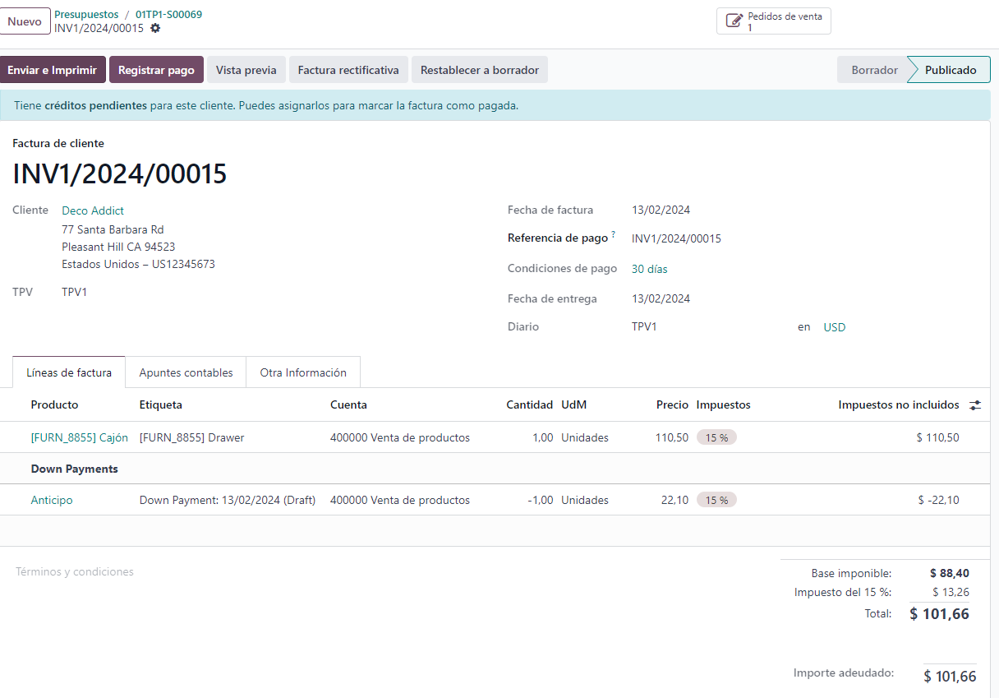 Nuevo
Presupuestos / 01TP1-S00069
INV1/2024/00015
Pedidos de venta
1
Enviar e Imprimir
Registrar pago
Vista previa
Factura rectificativa
Restablecer a borrador
Borrador
Publicado
Tiene créditos pendientes para este cliente. Puedes asignarlos para marcar la factura como pagada.
Factura de cliente
INV1/2024/00015
Cliente Deco Addict
77 Santa Barbara Rd
Pleasant Hill CA 94523
Estados Unidos – US12345673
TPV TPV1
Fecha de factura 13/02/2024
Referencia de pago ? INV1/2024/00015
Condiciones de pago 30 días
Fecha de entrega 13/02/2024
Diario TPV1 en USD
Líneas de factura Apuntes contables Otra Información
Producto Etiqueta Cuenta Cantidad UdM Precio Impuestos Impuestos no incluidos
[FURN_8855] Cajón [FURN_8855] Drawer 400000 Venta de productos 1,00 Unidades 110,50 15 % $ 110,50
Down Payments
Anticipo Down Payment: 13/02/2024 (Draft) 400000 Venta de productos -1,00 Unidades 22,10 15 % $ -22,10
Términos y condiciones
Base imponible: $ 88,40
Impuesto del 15 %: $ 13,26
Total: $ 101,66
Importe adeudado: $ 101,66